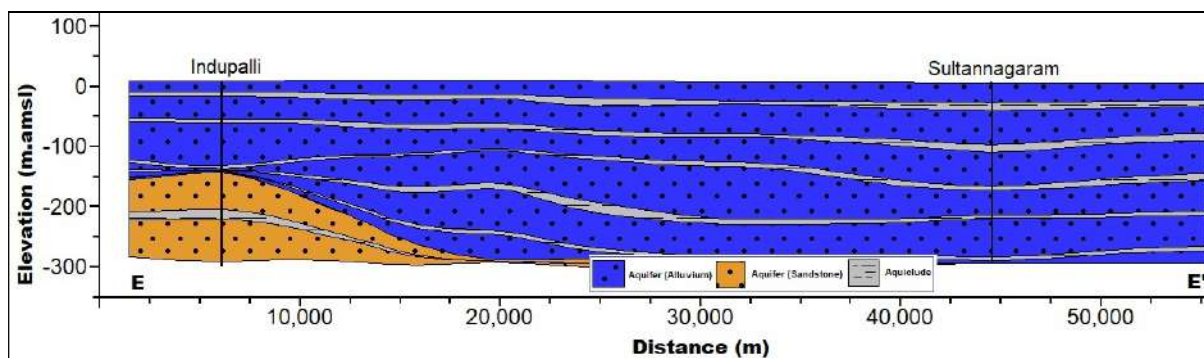 Elevation (m.amsl)
100
0
-100
-200
-300
Indupalli
Sultannagaram
Aquifer (Alluvium)
Aquifer (Sandstone)
Aquielude
E
E'
10,000
20,000
30,000
40,000
50,000
Distance (m)